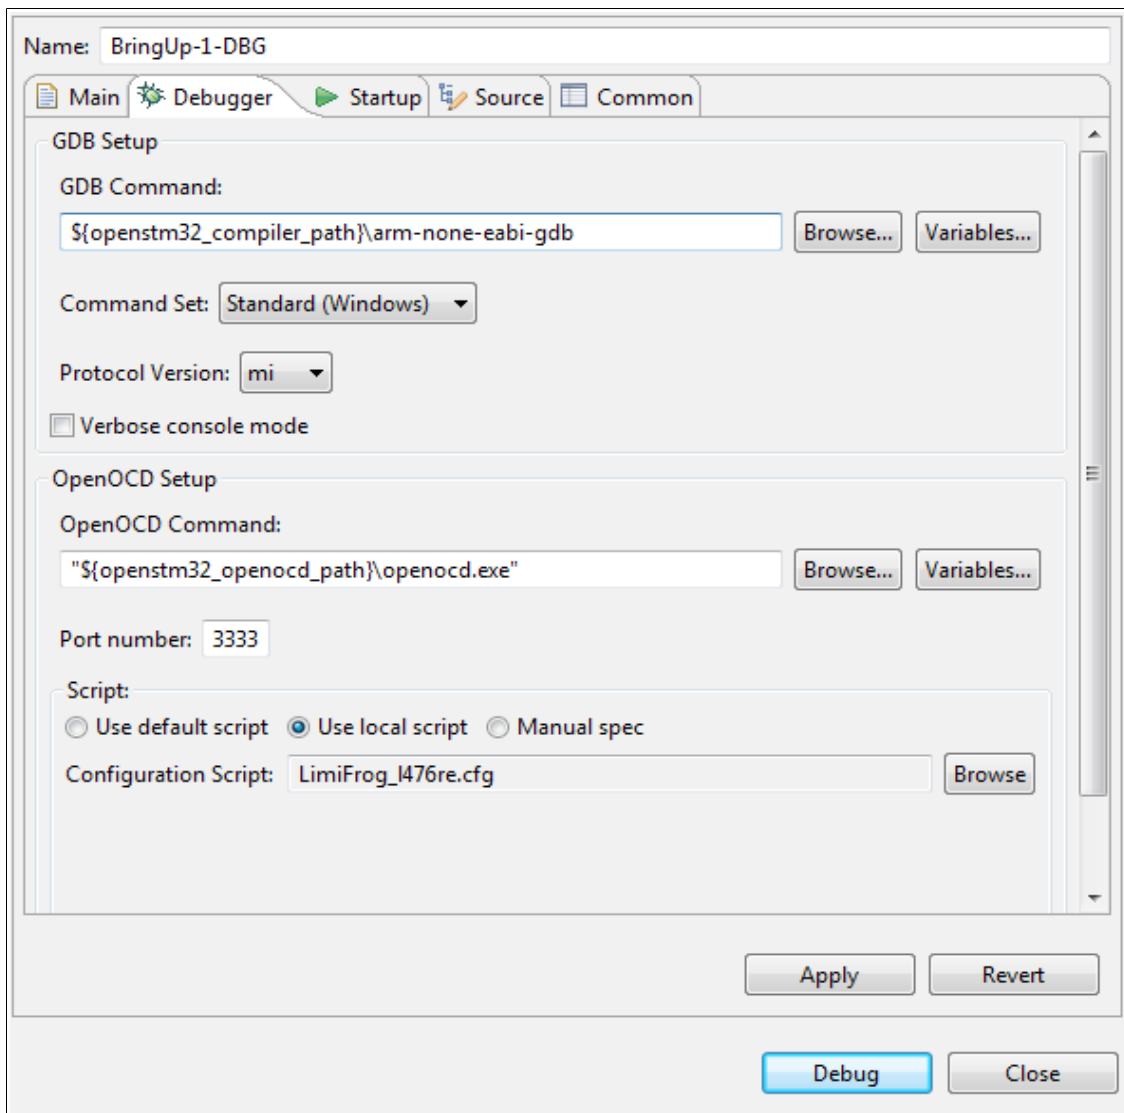 Name: BringUp-1-DBG
Main Debugger Startup Source Common
GDB Setup
GDB Command:
${openstm32_compiler_path}\arm-none-eabi-gdb Browse... Variables...
Command Set: Standard (Windows)
Protocol Version: mi
Verbose console mode
OpenOCD Setup
OpenOCD Command:
"${openstm32_openocd_path}\openocd.exe" Browse... Variables...
Port number: 3333
Script:
Use default script Use local script Manual spec
Configuration Script: LimiFrog_l476re.cfg Browse
Apply Revert
Debug Close